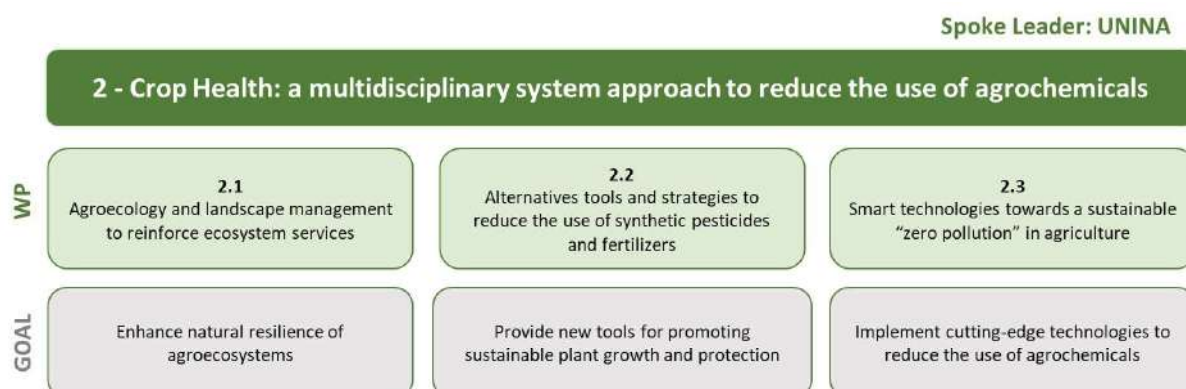 Spoke Leader: UNINA
2 - Crop Health: a multidisciplinary system approach to reduce the use of agrochemicals
WP
2.1
Agroecology and landscape management
to reinforce ecosystem services
2.2
Alternatives tools and strategies to
reduce the use of synthetic pesticides
and fertilizers
2.3
Smart technologies towards a sustainable
“zero pollution” in agriculture
GOAL
Enhance natural resilience of
agroecosystems
Provide new tools for promoting
sustainable plant growth and protection
Implement cutting-edge technologies to
reduce the use of agrochemicals